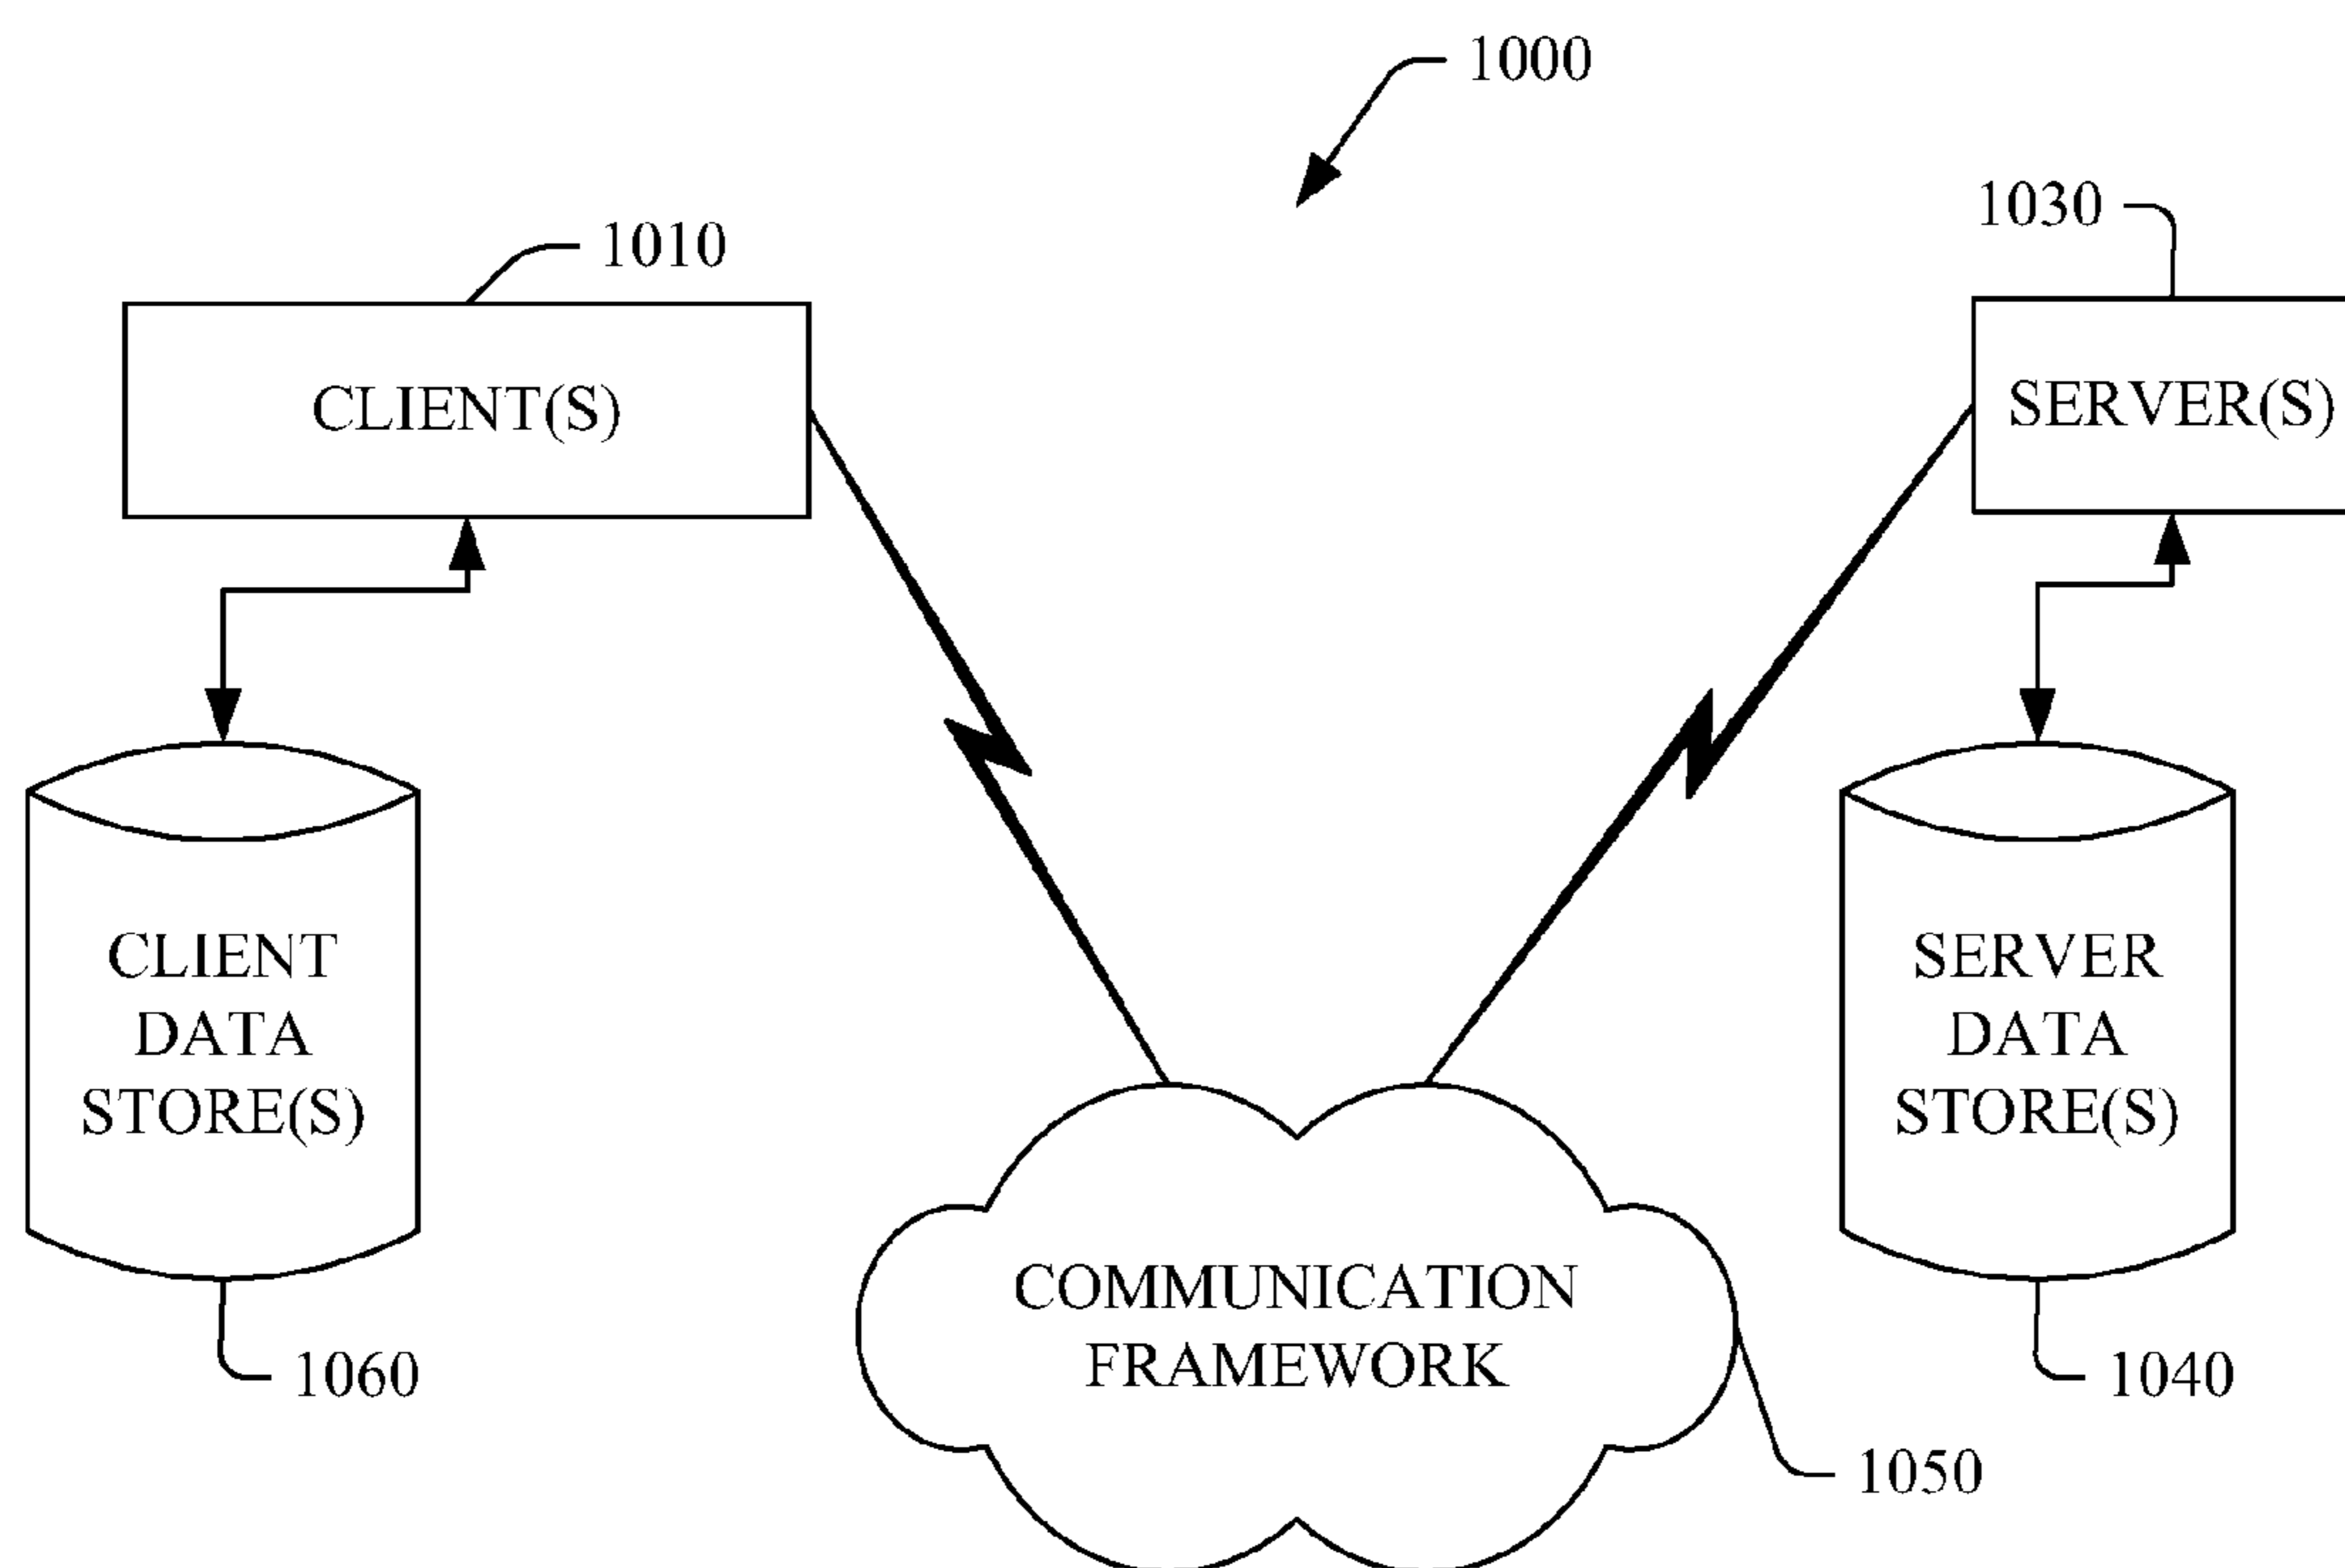 1000
1010
1030
CLIENT(S)
SERVER(S)
CLIENT
DATA
STORE(S)
SERVER
DATA
STORE(S)
COMMUNICATION
FRAMEWORK
1060
1040
1050